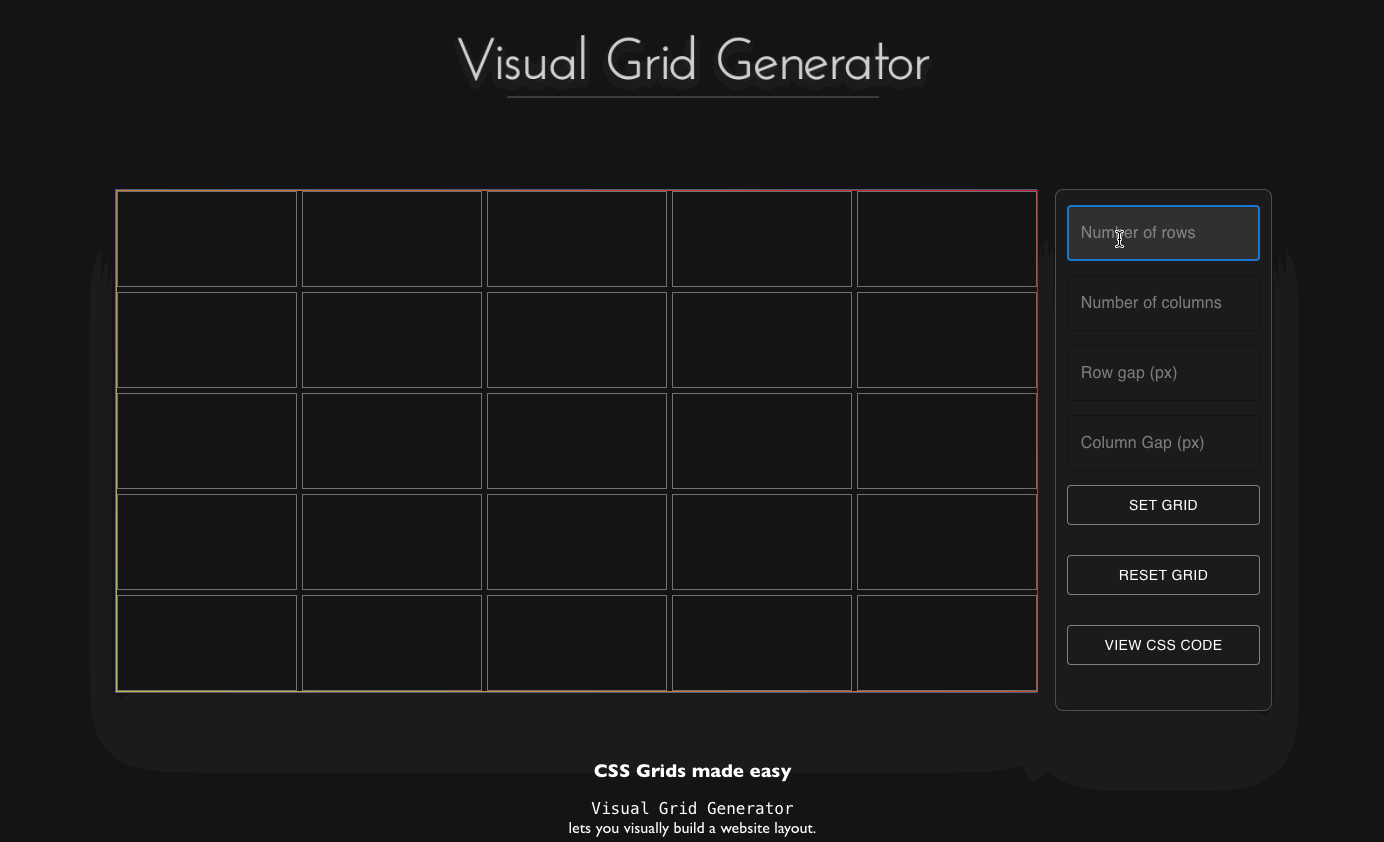 Visual Grid Generator
Number of rows
Number of columns
Row gap (px)
Column Gap (px)
SET GRID
RESET GRID
VIEW CSS CODE
CSS Grids made easy
Visual Grid Generator
lets you visually build a website layout.